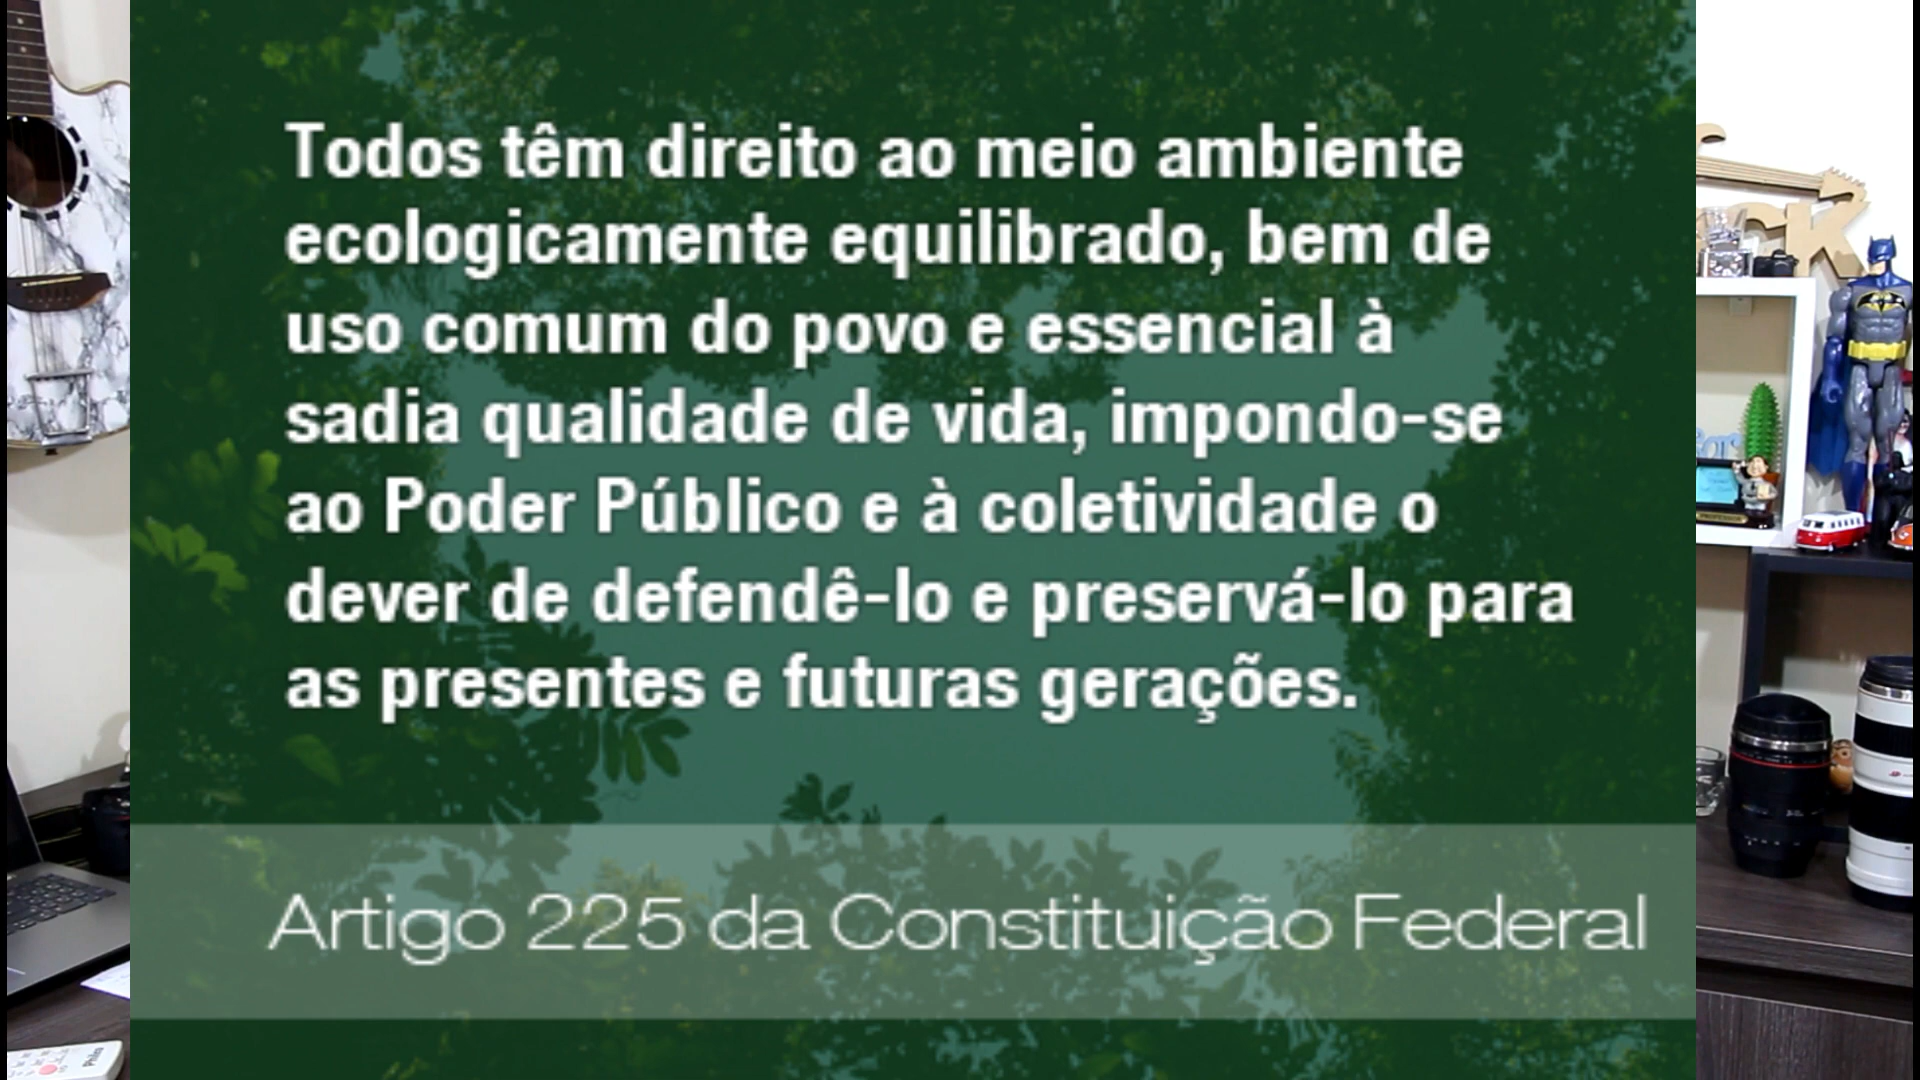 Todos têm direito ao meio ambiente
ecologicamente equilibrado, bem de
uso comum do povo e essencial à
sadia qualidade de vida, impondo-se
ao Poder Público e à coletividade o
dever de defendê-lo e preservá-lo para
as presentes e futuras gerações.
Artigo 225 da Constituição Federal
Philco